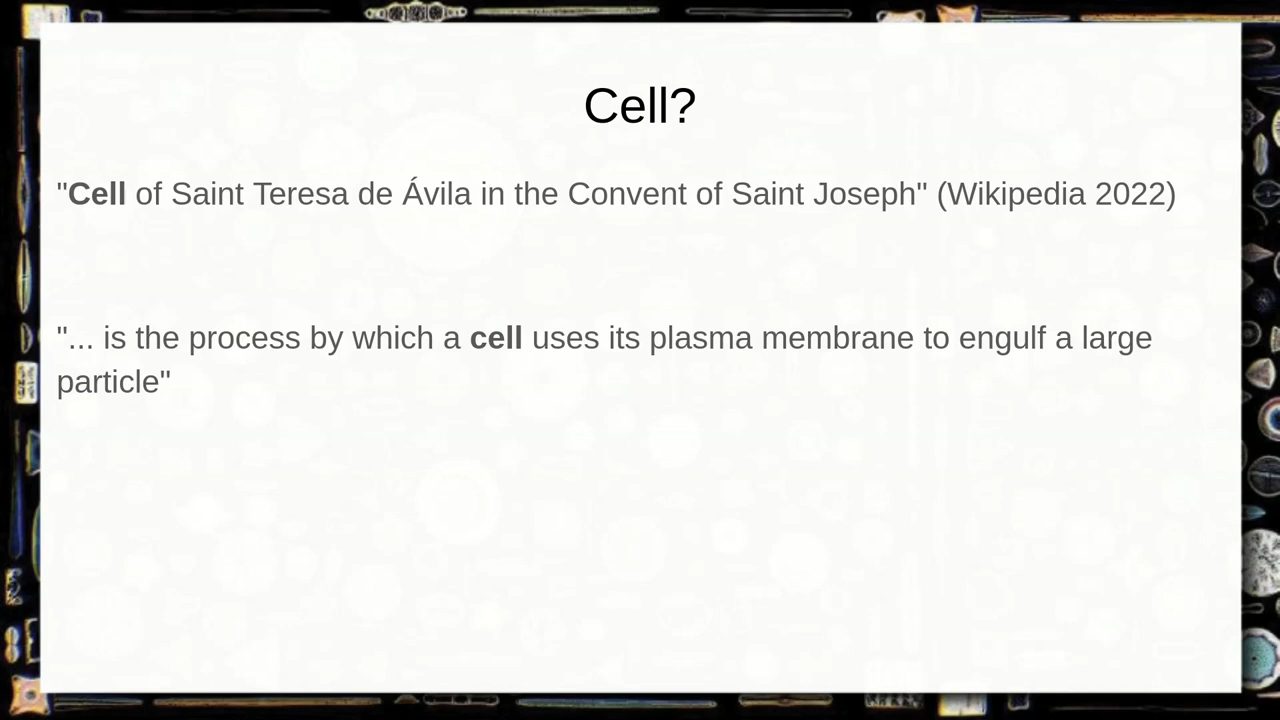 Cell?
"Cell of Saint Teresa de Ávila in the Convent of Saint Joseph" (Wikipedia 2022)
"... is the process by which a cell uses its plasma membrane to engulf a large
particle"